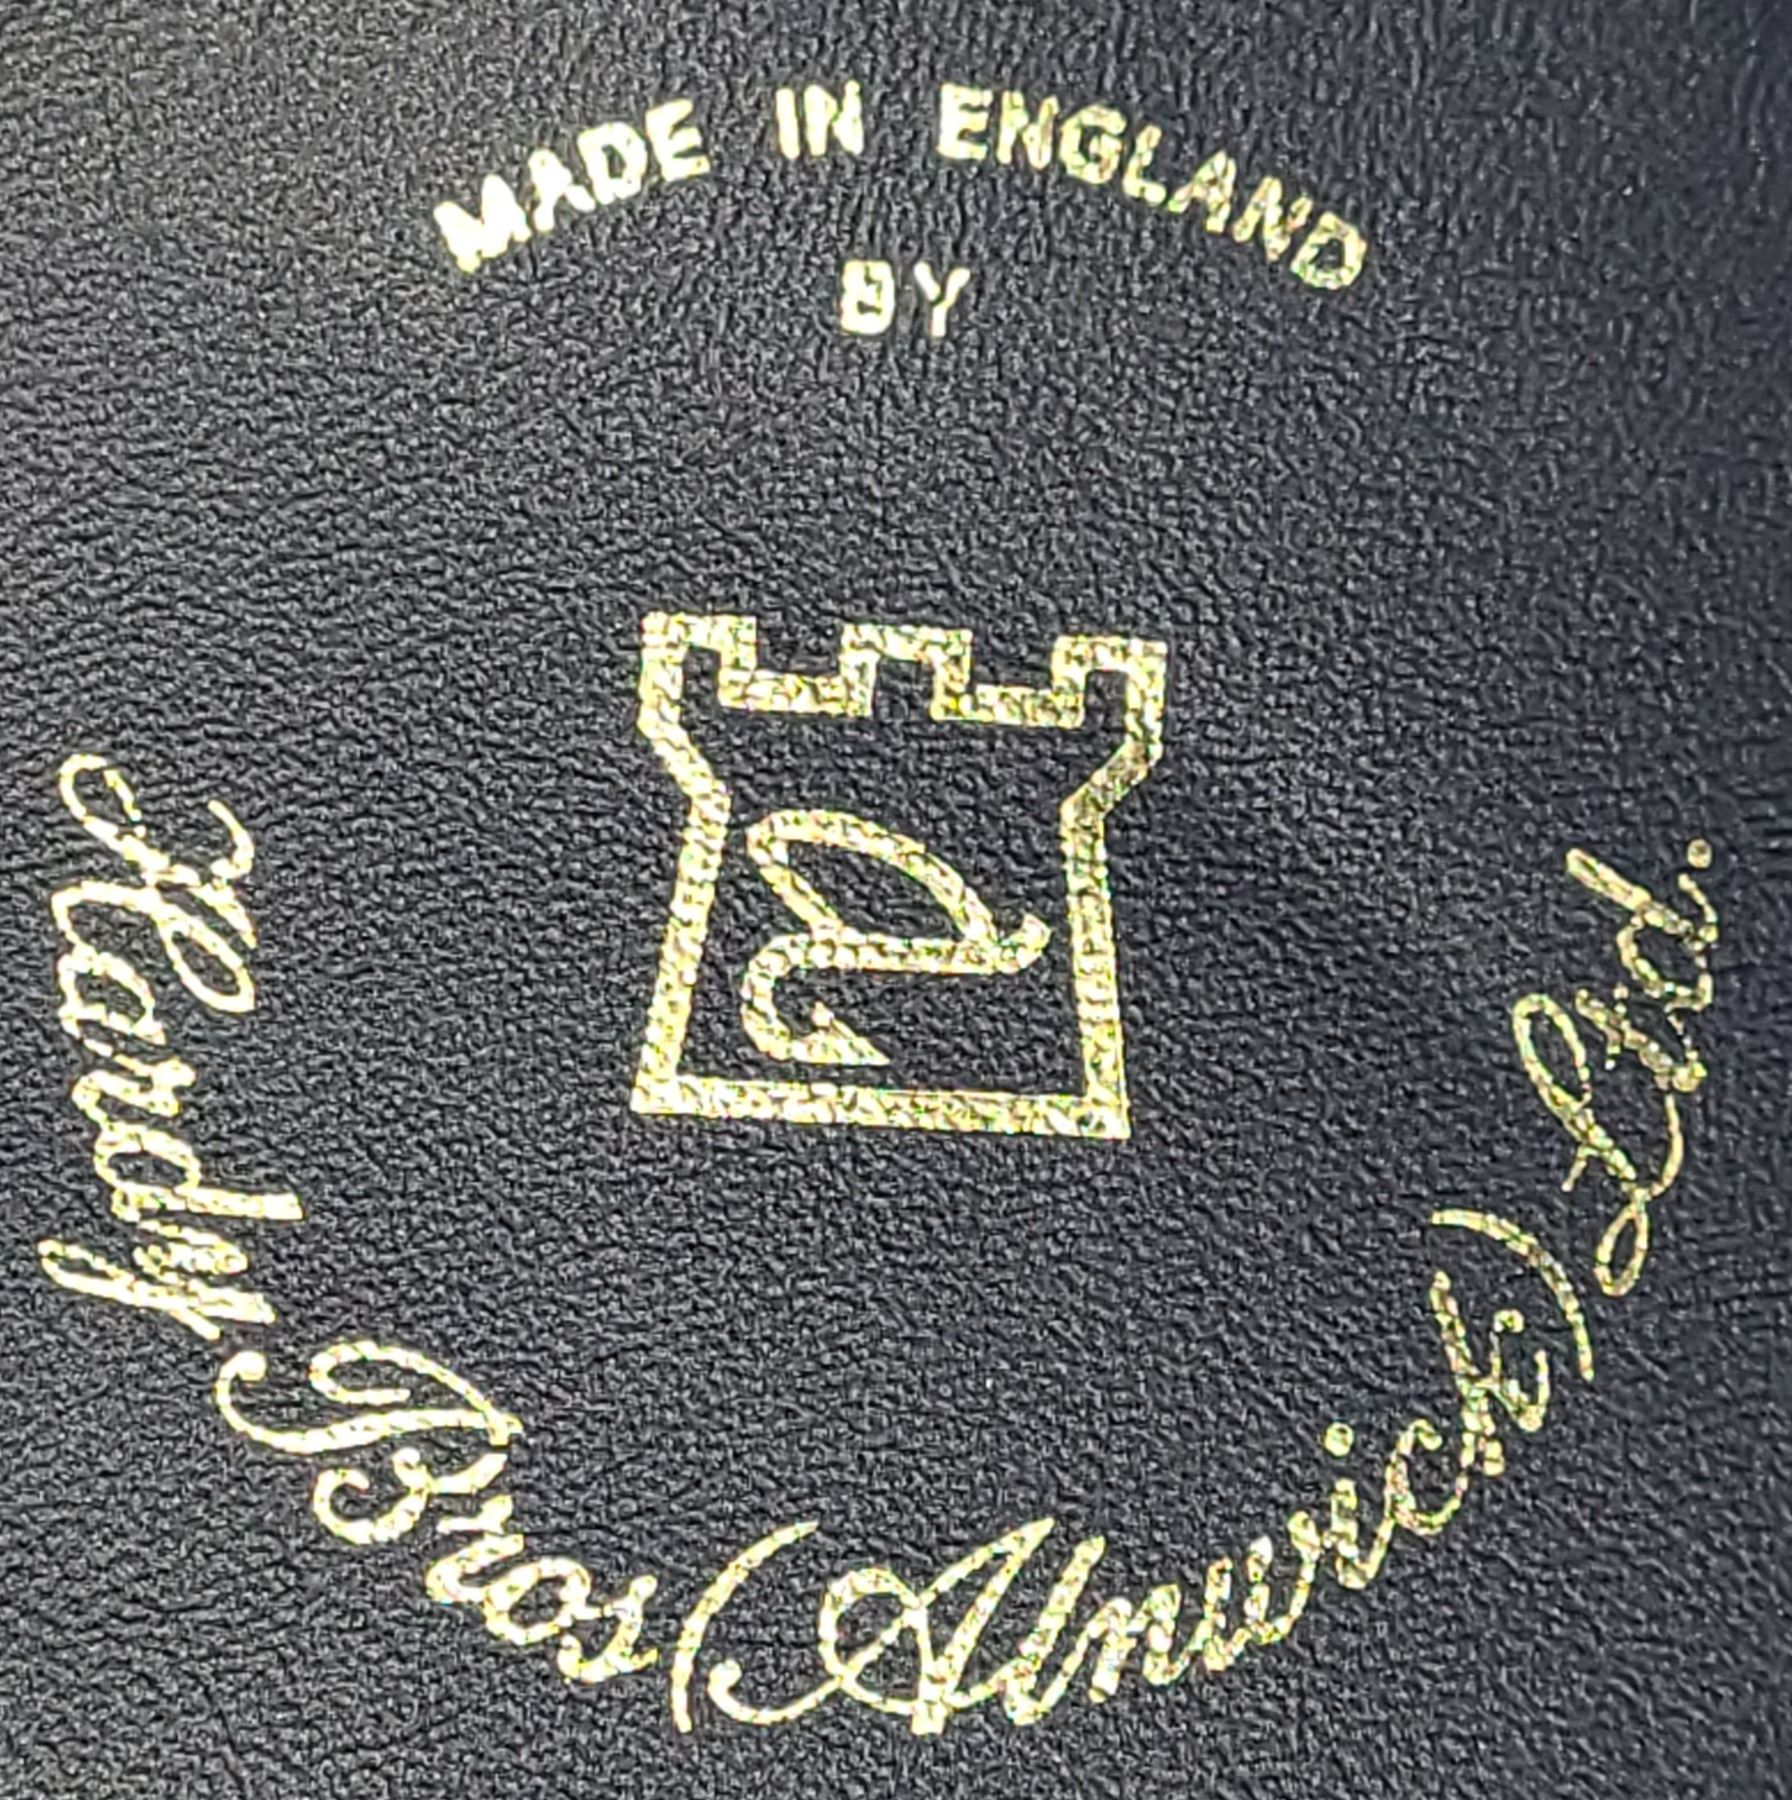 MADE IN ENGLAND
BY
Hardy Bros (Alnwick) Ltd.